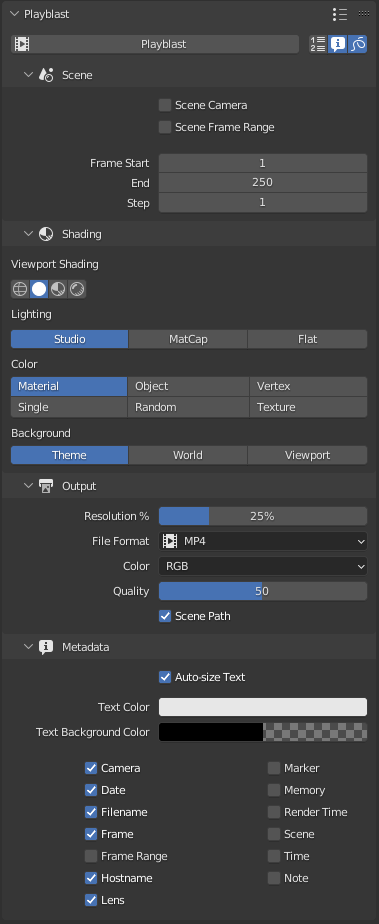 Playblast
Playblast
Scene
Scene Camera
Scene Frame Range
Frame Start 1
End 250
Step 1
Shading
Viewport Shading
Lighting
Studio MatCap Flat
Color
Material Object Vertex
Single Random Texture
Background
Theme World Viewport
Output
Resolution % 25%
File Format MP4
Color RGB
Quality 50
Scene Path
Metadata
Auto-size Text
Text Color
Text Background Color
Camera Marker
Date Memory
Filename Render Time
Frame Scene
Frame Range Time
Hostname Note
Lens